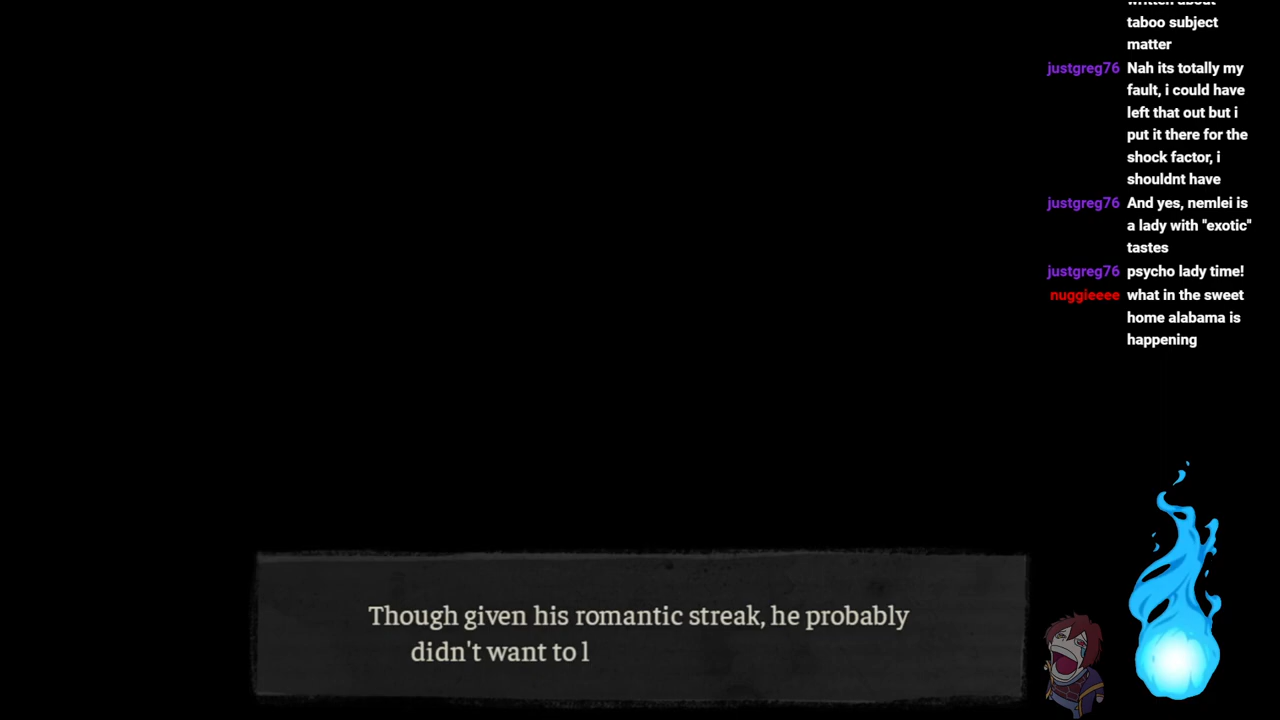 written about
taboo subject
matter
justgreg76 Nah its totally my
fault, i could have
left that out but i
put it there for the
shock factor, i
shouldnt have
justgreg76 And yes, nemlei is
a lady with "exotic"
tastes
justgreg76 psycho lady time!
nuggieeee what in the sweet
home alabama is
happening
Though given his romantic streak, he probably
didn't want to l